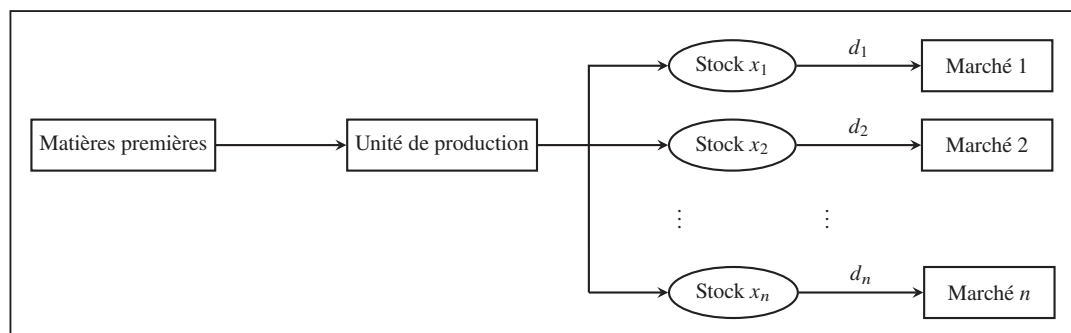 Matières premières
Unité de production
Stock x₁
d₁
Marché 1
Stock x₂
d₂
Marché 2
⋮ ⋮
Stock xₙ
dₙ
Marché n